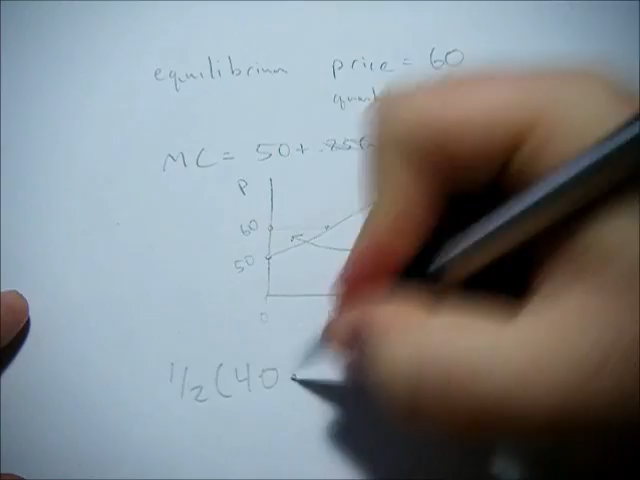 equilibrium price = 60
MC = 50 +
P
60
50
0
1/2 (40